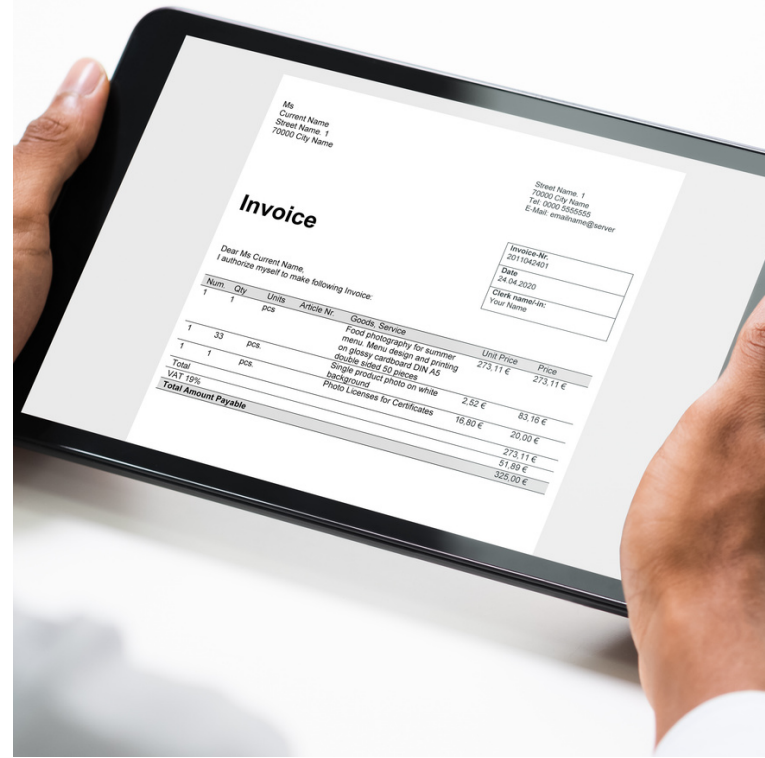 Ms
Current Name
Street Name. 1
70000 City Name
Street Name. 1
70000 City Name
Tel: 0000 5555555
E-Mail: emailname@server
Invoice
Invoice-Nr.
2011042401
Date
24.04.2020
Clerk name/-in:
Your Name
Dear Ms Current Name,
I authorize myself to make following Invoice:
Num. Qty Units Article Nr. Goods, Service Unit Price Price
1 1 pcs Food photography for summer 273,11 € 273,11 €
menu. Menu design and printing
on glossy cardboard DIN A5
double sided 50 pieces
1 33 pcs. Single product photo on white 2,52 € 83,16 €
background
1 1 pcs. Photo Licenses for Certificates 16,80 € 20,00 €
Total 273,11 €
VAT 19% 51,89 €
Total Amount Payable 325,00 €